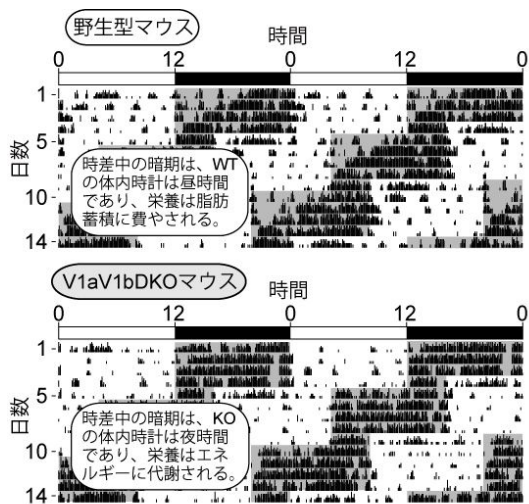 野生型マウス
時間
0 12 0 12 0
日数
1
5
10
14
時差中の暗期は、WT
の体内時計は昼時間
であり、栄養は脂肪
蓄積に費やされる。
V1aV1bDKOマウス
時間
0 12 0 12 0
日数
1
5
10
14
時差中の暗期は、KO
の体内時計は夜時間
であり、栄養はエネ
ルギーに代謝される。